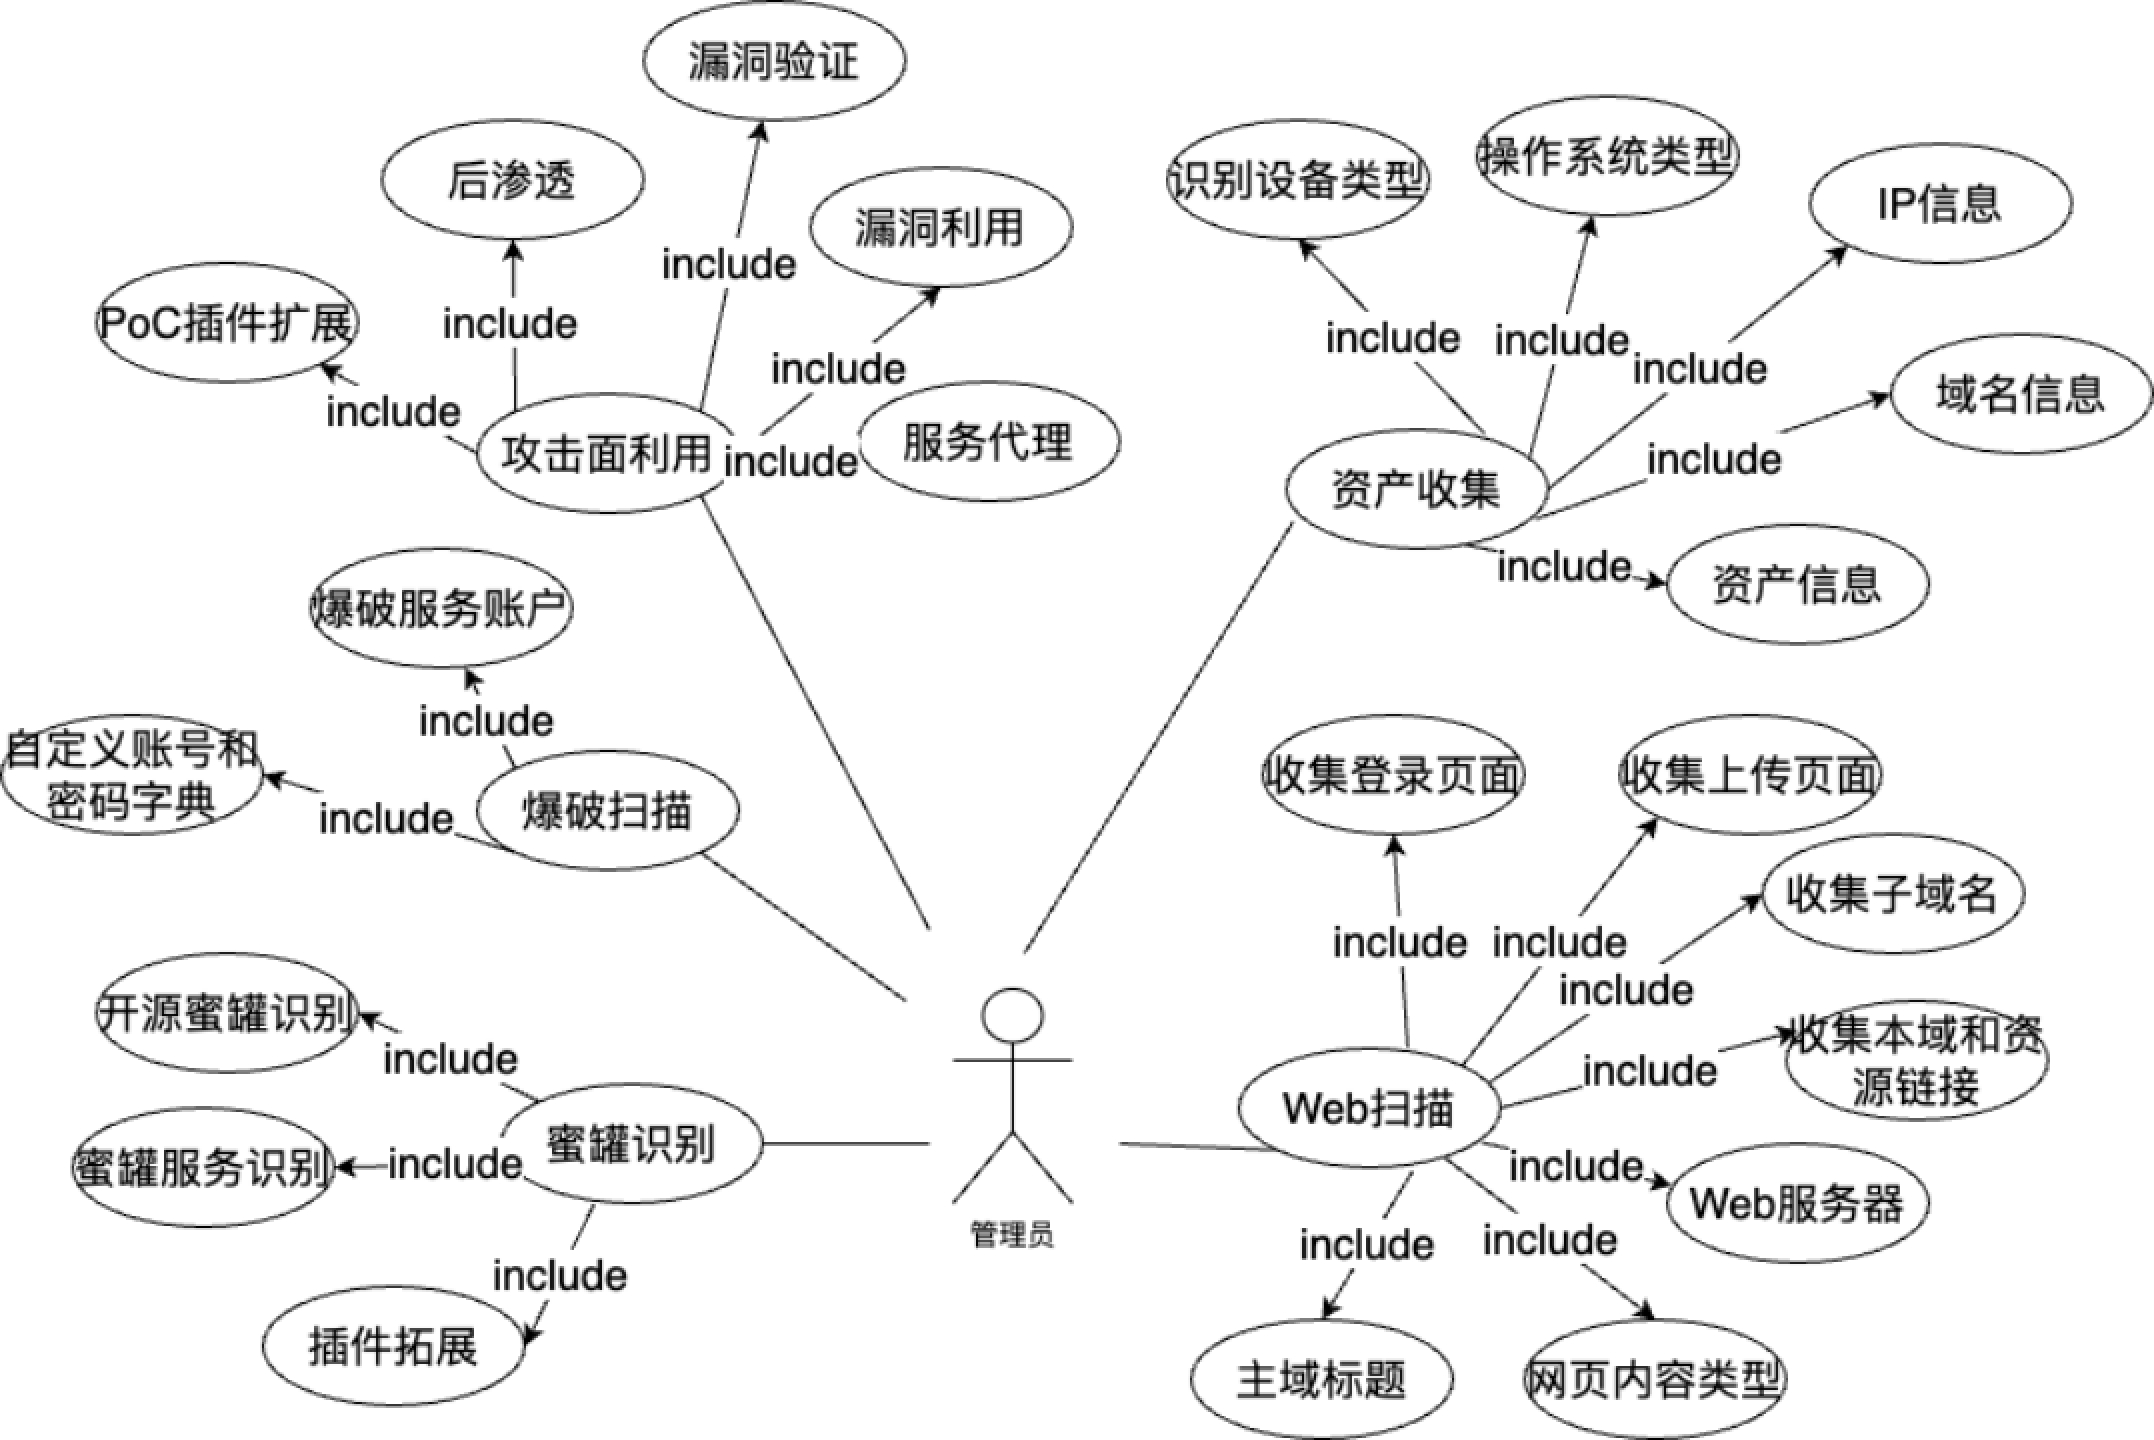 漏洞验证
后渗透
漏洞利用
include
PoC插件扩展
include
include
include
攻击面利用
include
服务代理
识别设备类型
操作系统类型
IP信息
include
include
include
域名信息
include
资产收集
include
资产信息
爆破服务账户
include
自定义账号和
密码字典
include
爆破扫描
收集登录页面
收集上传页面
收集子域名
include
include
include
收集本域和资
源链接
include
Web扫描
include
Web服务器
include
include
主域标题
网页内容类型
开源蜜罐识别
include
蜜罐服务识别
include
蜜罐识别
include
插件拓展
管理员